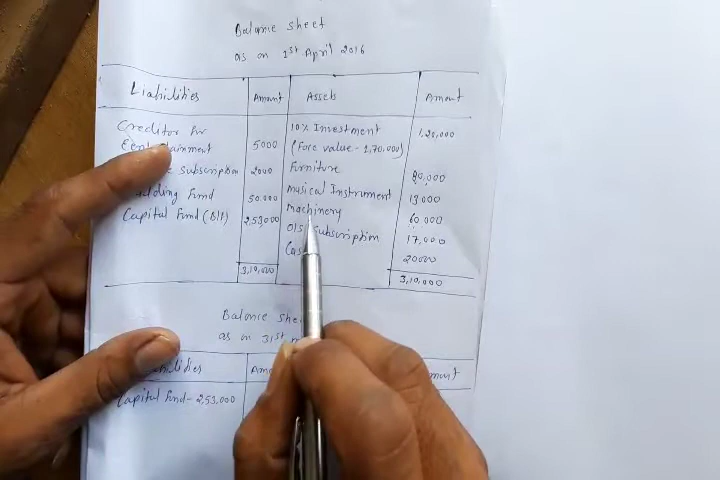 Balance sheet
as on 1st April 2016
Liabilities Amount Assets Amount
Creditor for 10% Investment 1,20,000
5000 (Face value - 1,70,000)
Subscription 2000 Furniture 80,000
50,000 Musical Instrument 13000
Fund Machinery 60,000
Capital Fund (B/f) 2,53,000 O/S Subscription 17,000
20000
3,10,000 3,10,000
Balance
as on 31st
Capital Fund - 2,53,000